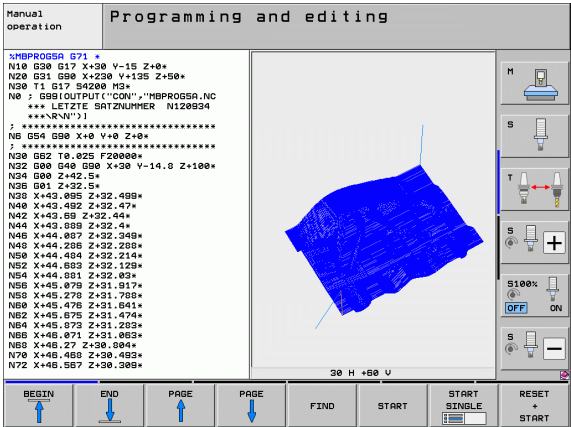 Manual
operation
Programming and editing
%MBPROG5A G71 *
N10 G30 G17 X+30 Y-15 Z+0*
N20 G31 G90 X+230 Y+135 Z+50*
N30 T1 G17 S4200 M3*
N0 ; G99[OUTPUT("CON","MBPROG5A.NC
*** LETZTE SATZNUMMER  N120934
***\R\N")]
; ********************************
N6 G54 G90 X+0 Y+0 Z+0*
; ********************************
N30 G62 T0.025 F20000*
N32 G00 G40 G90 X+30 Y-14.8 Z+100*
N34 G00 Z+42.5*
N36 G01 Z+32.5*
N38 X+43.095 Z+32.499*
N40 X+43.492 Z+32.47*
N42 X+43.69 Z+32.44*
N44 X+43.889 Z+32.4*
N46 X+44.087 Z+32.349*
N48 X+44.286 Z+32.288*
N50 X+44.484 Z+32.214*
N52 X+44.683 Z+32.129*
N54 X+44.881 Z+32.03*
N56 X+45.079 Z+31.917*
N58 X+45.278 Z+31.788*
N60 X+45.476 Z+31.641*
N62 X+45.675 Z+31.474*
N64 X+45.873 Z+31.283*
N66 X+46.071 Z+31.063*
N68 X+46.27 Z+30.804*
N70 X+46.468 Z+30.493*
N72 X+46.567 Z+30.309*
30 H +60 V
M
S
T
S
S100%
OFF ON
S
BEGIN
END
PAGE
PAGE
FIND
START
START
SINGLE
RESET
+
START